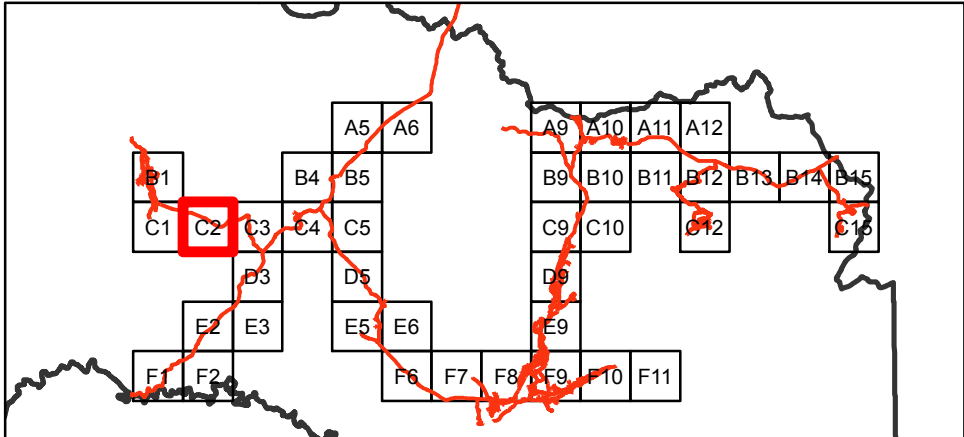 A5 A6 A9 A10 A11 A12
B1 B4 B5 B9 B10 B11 B12 B13 B14 B15
C1 C2 C3 C4 C5 C9 C10 C12 C15
D3 D5 D9
E2 E3 E5 E6 E9
F1 F2 F6 F7 F8 F9 F10 F11